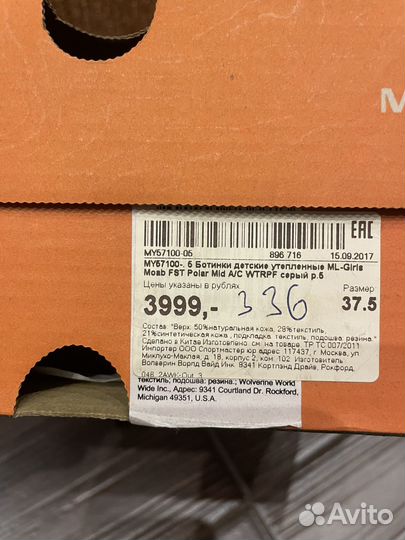 M
EAC
MY57100-05 896 716 15.09.2017
MY57100-. 5 Ботинки детские утепленные ML-Girls
Moab FST Polar Mid A/C WTRPF серый р.5
Цены указаны в рублях Размер
3999,- 336 37.5
Состав: "Верх: 50%натуральная кожа, 29%текстиль,
21%синтетическая кожа, подкладка: текстиль, подошва: резина."
Сделано в Китае Изготовлено: см. на товаре. ТР ТС 007/2011
Импортер ООО Спортмастер юр адрес: 117437, г. Москва, ул
Миклухо-Маклая, д. 18, корпус 2, ком. 102. Изготовитель
Волверин Ворлд Вайд Инк. 9341 Кортлэнд Драйв, Рокфорд,
текстиль, подошва: резина.; Wolverine World
Wide Inc., Адрес: 9341 Courtland Dr. Rockford,
Michigan 49351, U.S.A.
Avito